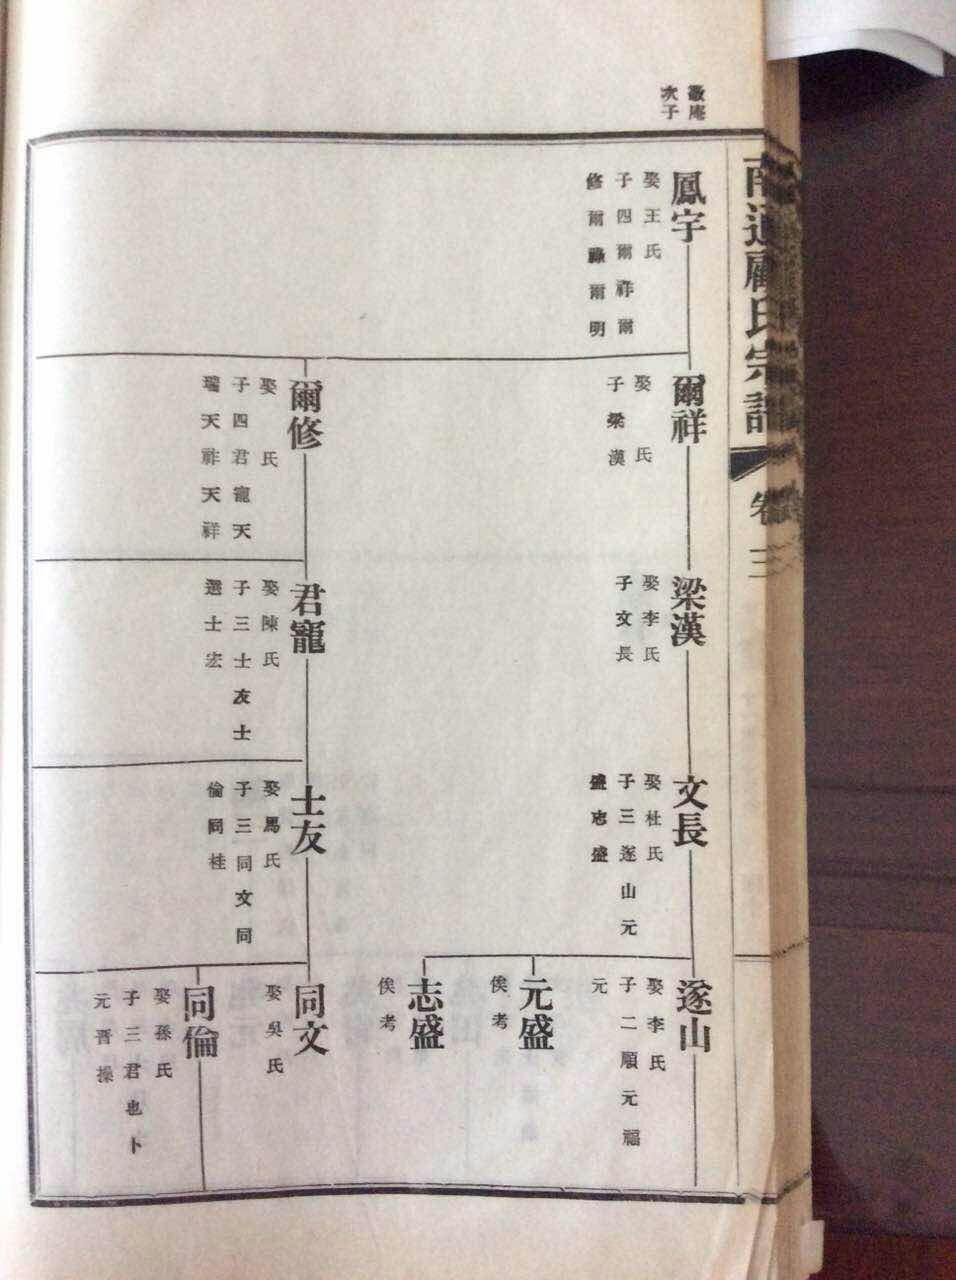 南通顧氏宗譜
卷三
敬庵
次子
鳳宇
娶王氏
子四爾祥爾
修爾祿爾明
爾祥
娶 氏
子梁漢
爾修
娶 氏
子四君寵天
瑞天祚天祥
梁漢
娶李氏
子文長
君寵
娶陳氏
子三士友士
選士宏
文長
娶杜氏
子三遂山元
盛志盛
士友
娶馬氏
子三同文同
倫同桂
遂山
娶李氏
子二順元福
元
元盛
俟考
志盛
俟考
同文
娶吳氏
同倫
娶孫氏
子三君也卜
元晋操